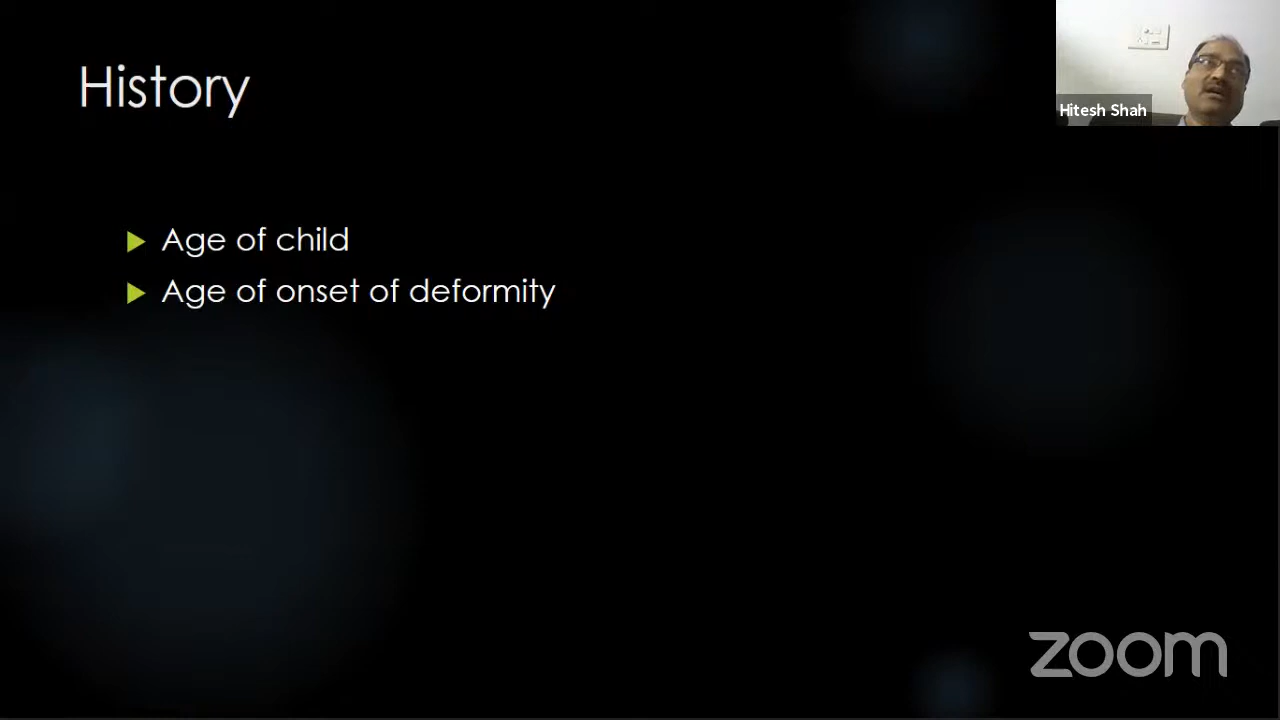 History
Hitesh Shah
Age of child
Age of onset of deformity
zoom